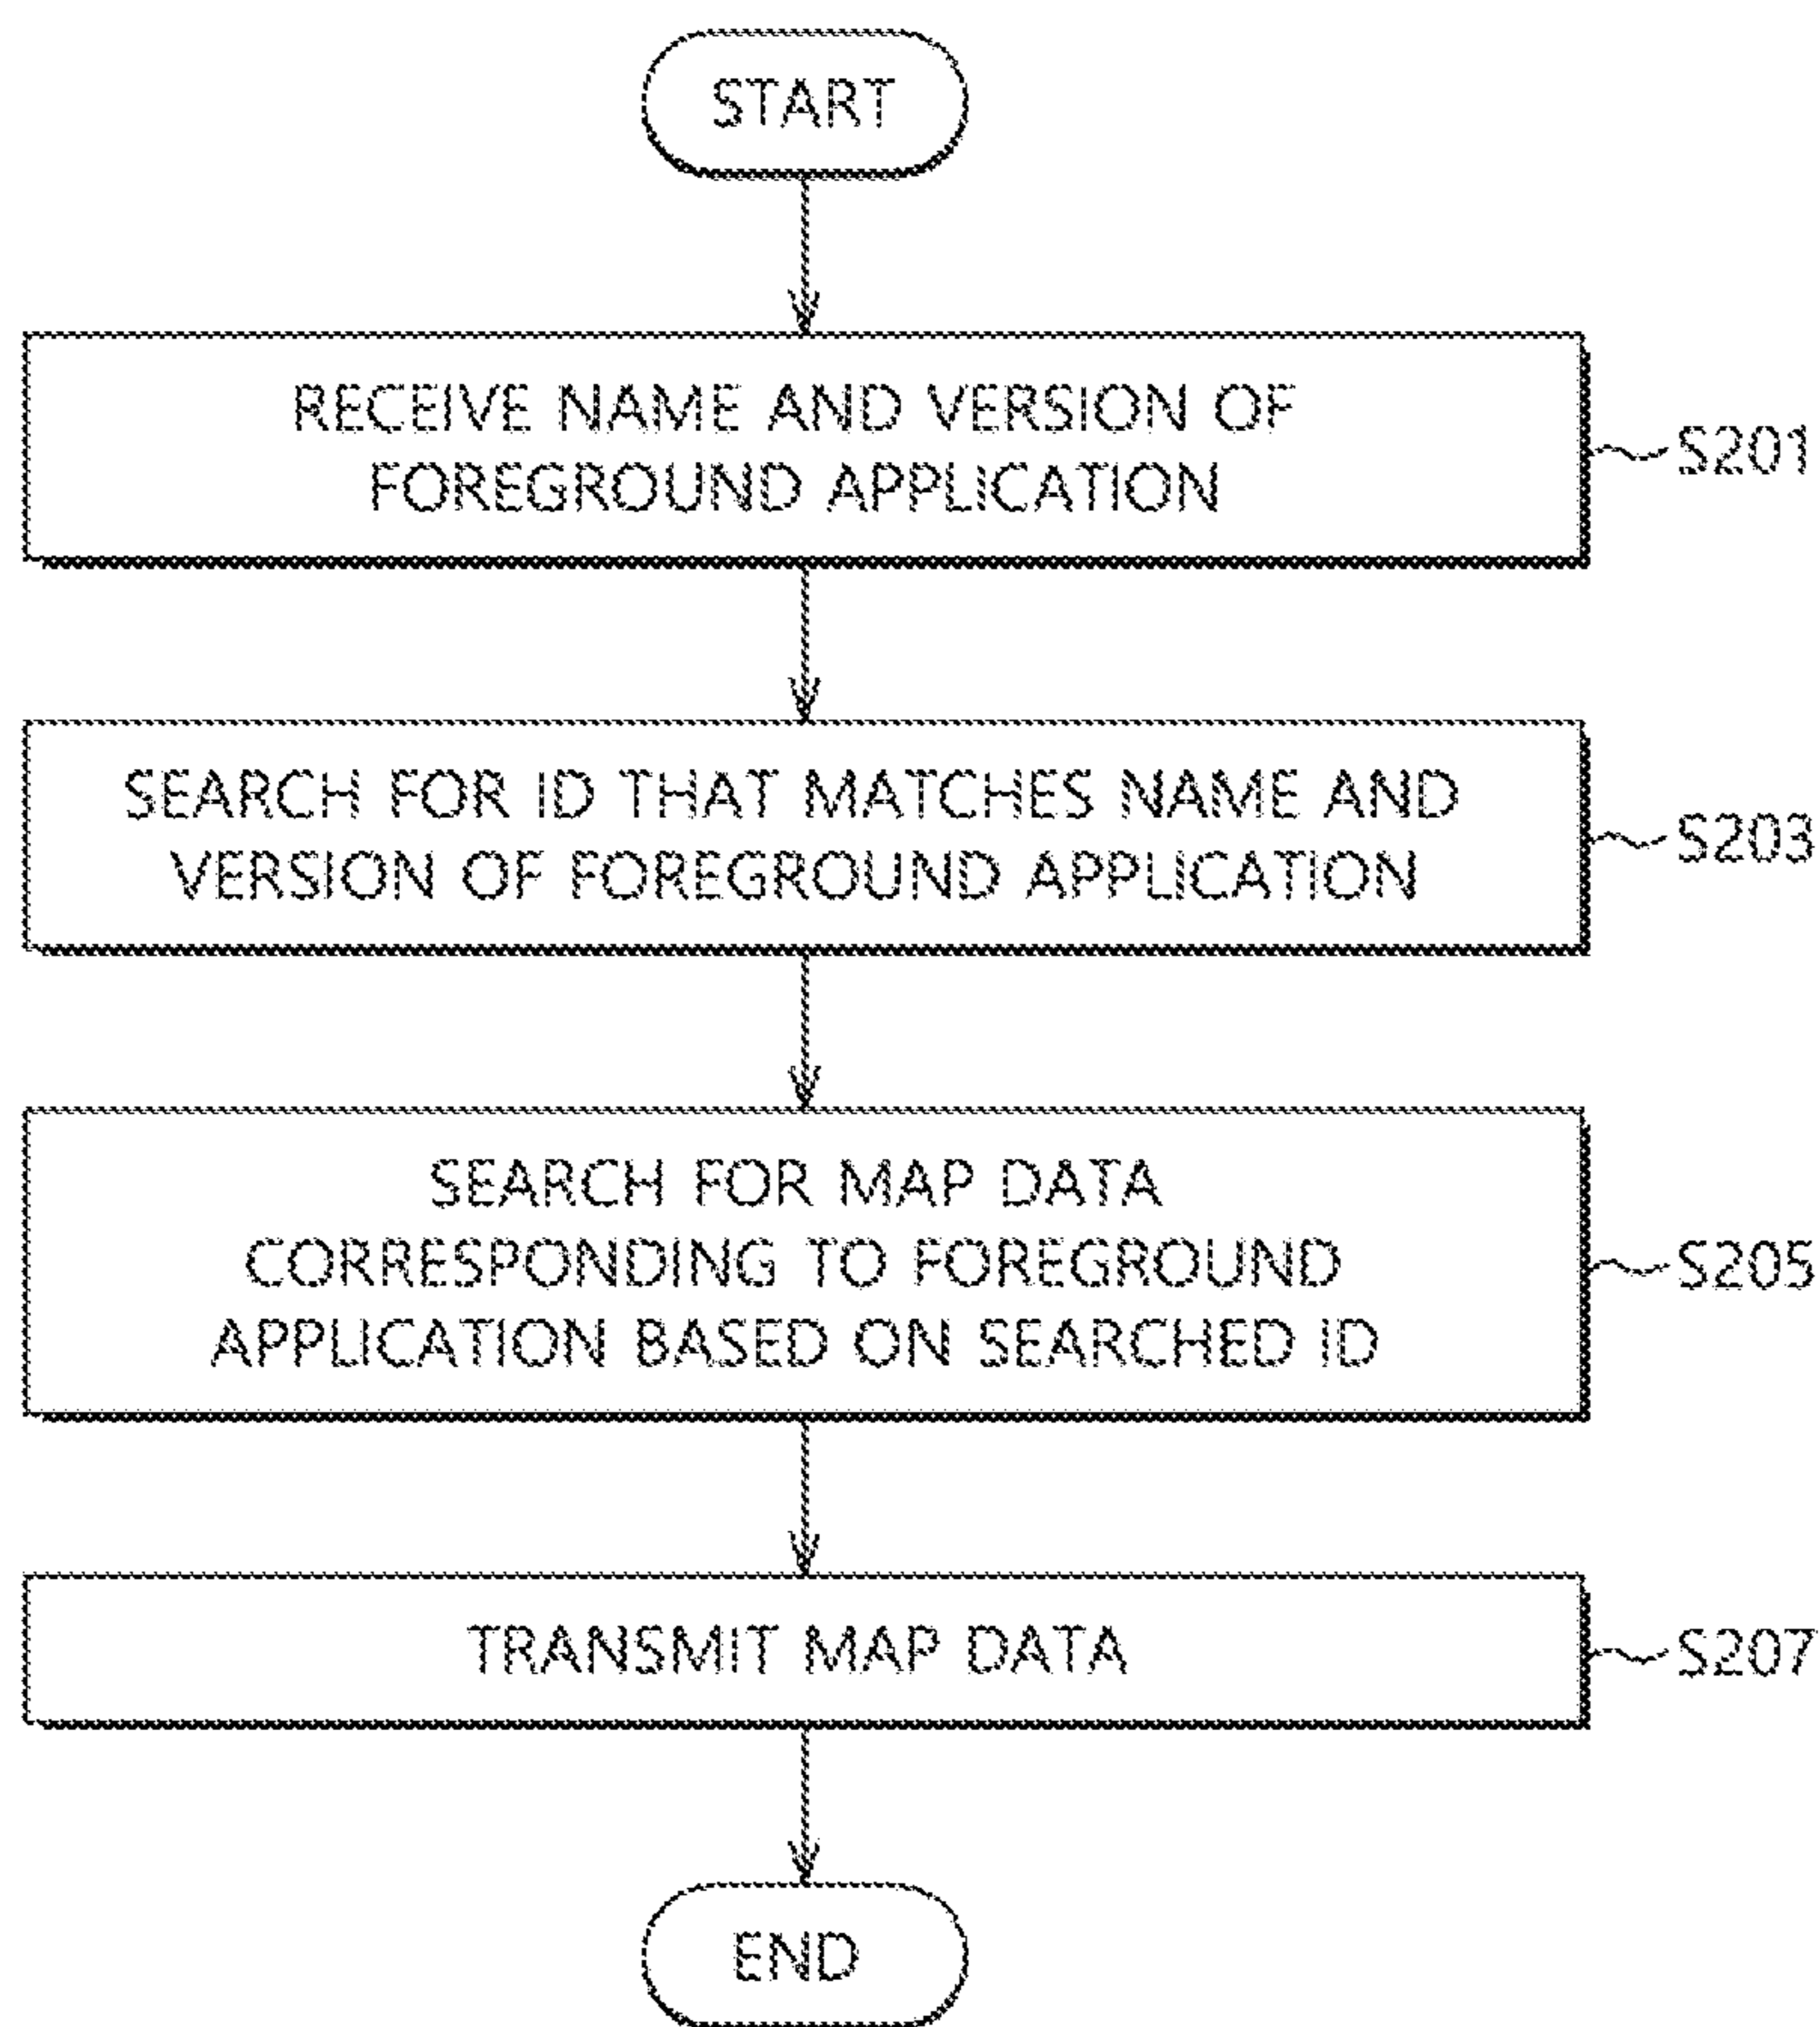 START
RECEIVE NAME AND VERSION OF
FOREGROUND APPLICATION
S201
SEARCH FOR ID THAT MATCHES NAME AND
VERSION OF FOREGROUND APPLICATION
S203
SEARCH FOR MAP DATA
CORRESPONDING TO FOREGROUND
APPLICATION BASED ON SEARCHED ID
S205
TRANSMIT MAP DATA
S207
END